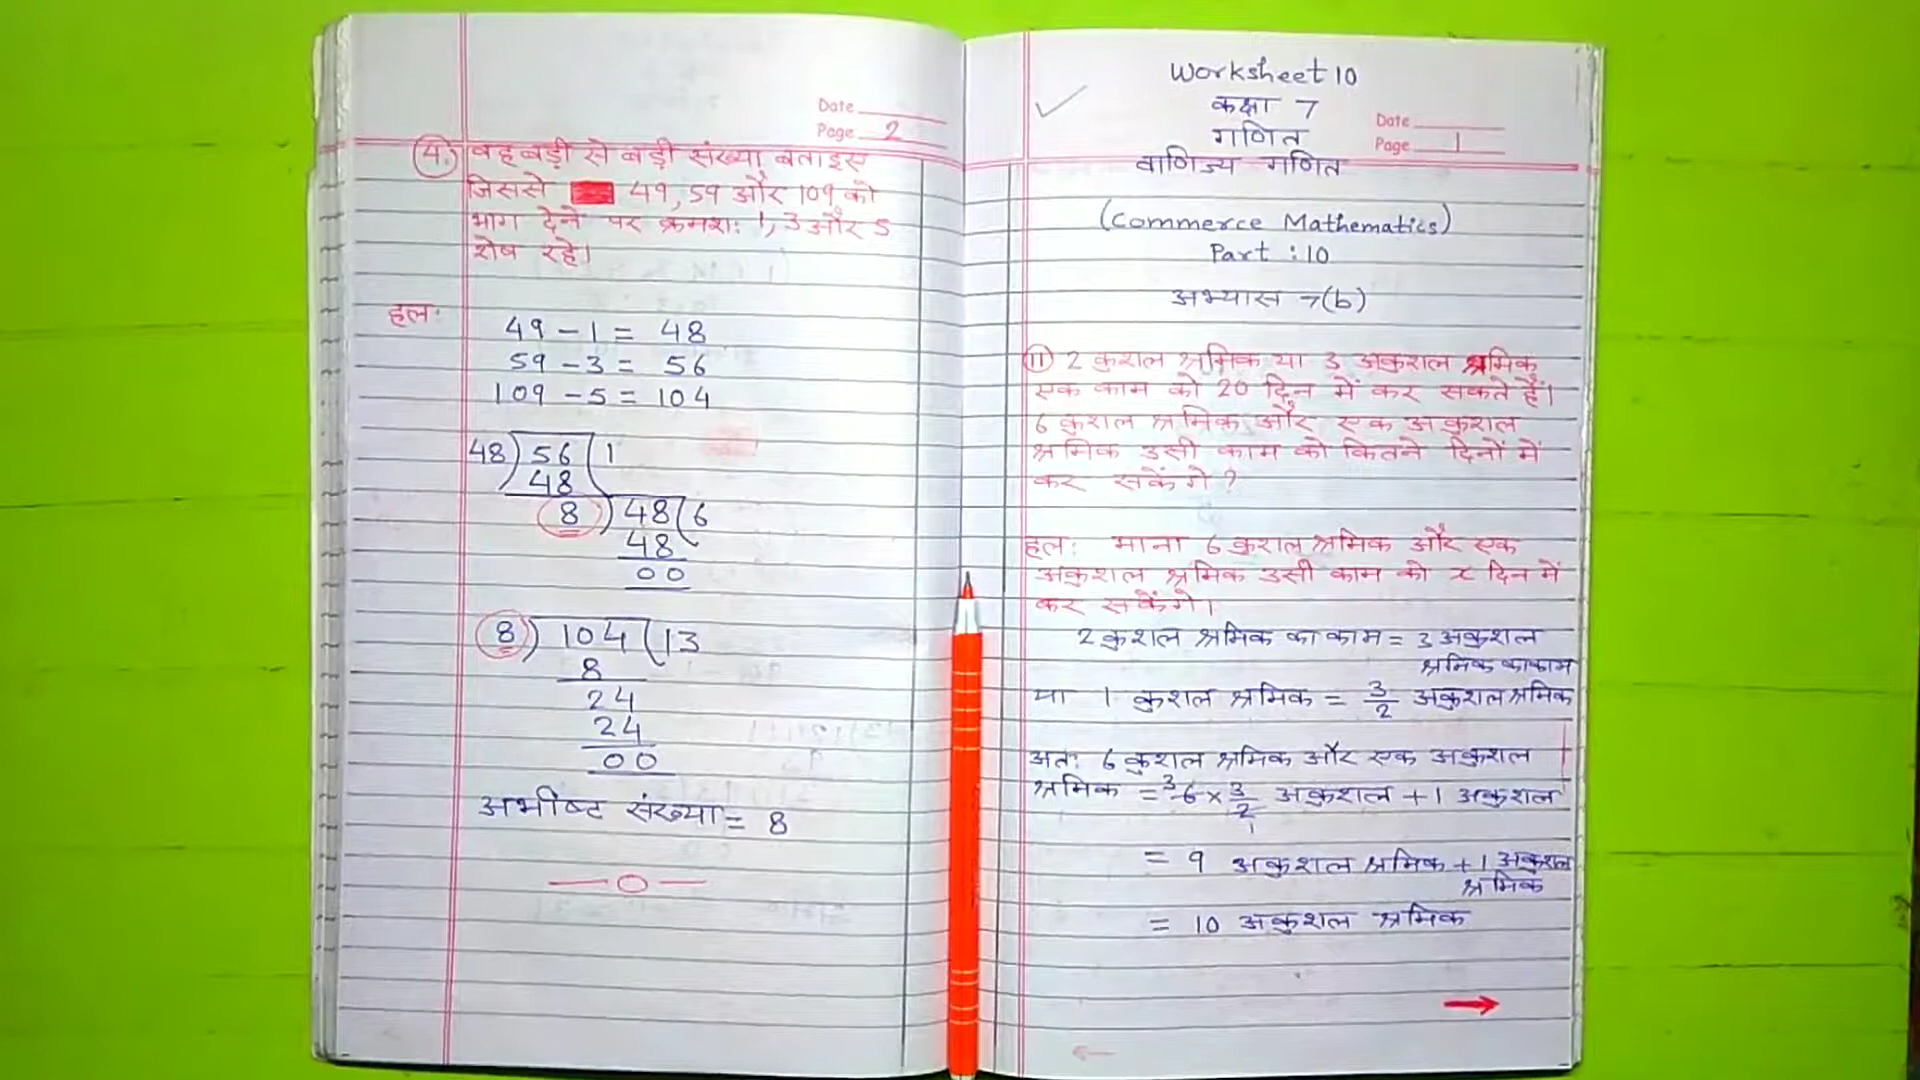 Date
Page 2
4. वह बड़ी से बड़ी संख्या बताइए
जिससे 49, 59 और 109 को
भाग देने पर क्रमशः 1, 3 और 5
शेष रहे।
हल:
49 - 1 = 48
59 - 3 = 56
109 - 5 = 104
48) 56 (1
48
8) 48 (6
48
00
8) 104 (13
8
24
24
00
अभीष्ट संख्या = 8
Worksheet 10
कक्षा 7
गणित
Date
Page 1
वाणिज्य गणित
(Commerce Mathematics)
Part : 10
अभ्यास 7(b)
11 2 कुशल श्रमिक या 3 अकुशल श्रमिक
एक काम को 20 दिन में कर सकते हैं।
6 कुशल श्रमिक और एक अकुशल
श्रमिक उसी काम को कितने दिनों में
कर सकेंगे ?
हल: माना 6 कुशल श्रमिक और एक
अकुशल श्रमिक उसी काम को x दिन में
कर सकेंगे।
2 कुशल श्रमिक का काम = 3 अकुशल
श्रमिक का काम
या 1 कुशल श्रमिक = 3/2 अकुशल श्रमिक
अतः 6 कुशल श्रमिक और एक अकुशल
श्रमिक = 3 6 × 3/2 अकुशल + 1 अकुशल
1
= 9 अकुशल श्रमिक + 1 अकुशल
श्रमिक
= 10 अकुशल श्रमिक